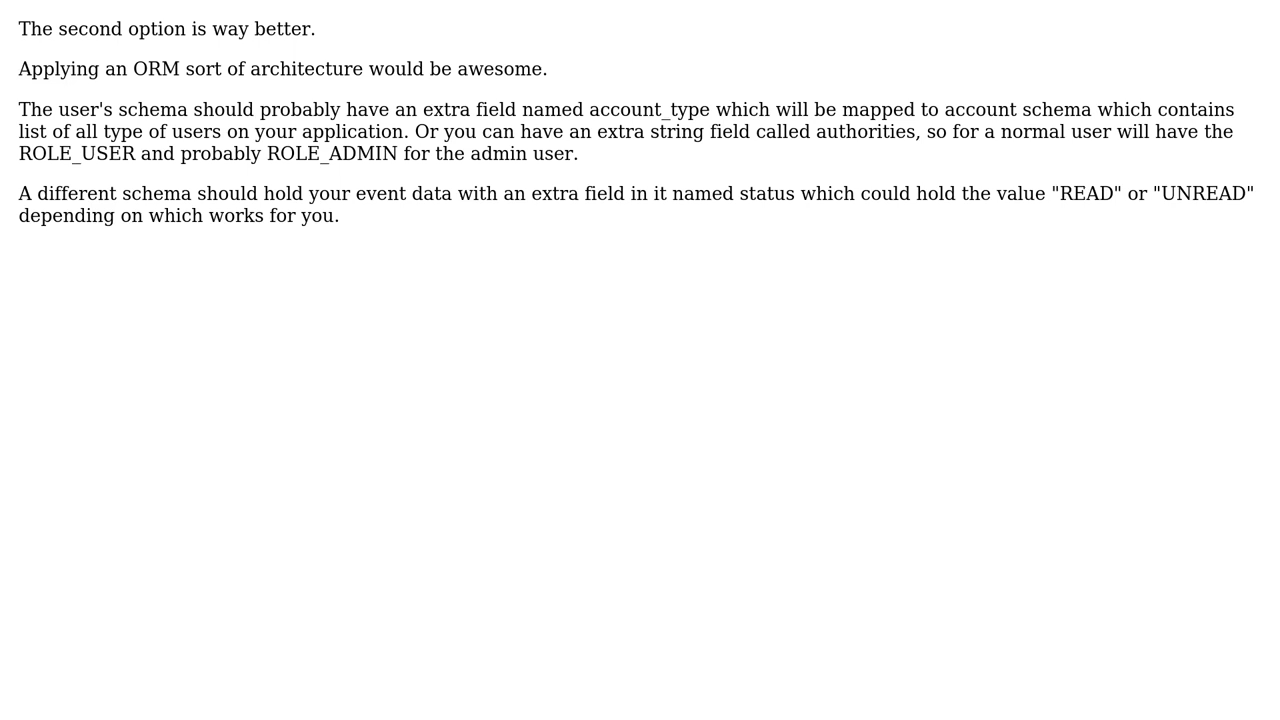 The second option is way better.
Applying an ORM sort of architecture would be awesome.
The user's schema should probably have an extra field named account_type which will be mapped to account schema which contains
list of all type of users on your application. Or you can have an extra string field called authorities, so for a normal user will have the
ROLE_USER and probably ROLE_ADMIN for the admin user.
A different schema should hold your event data with an extra field in it named status which could hold the value "READ" or "UNREAD"
depending on which works for you.